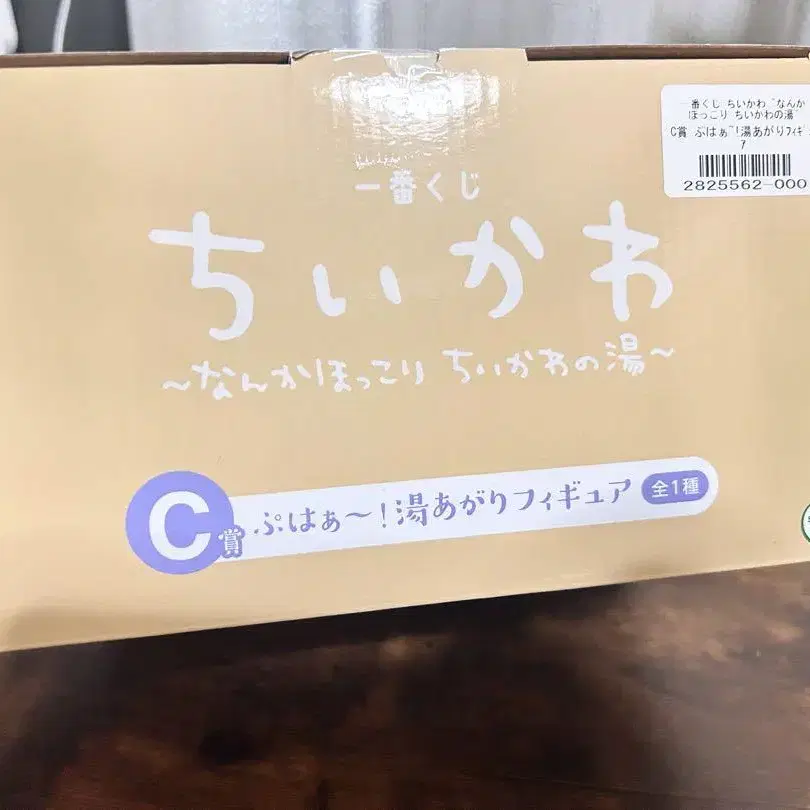 一番くじ ちいかわ ~なんか
ほっこり ちいかわの湯~
C賞 ぷはぁ~!湯あがりフィギ
ア
2825562-000
一番くじ
ちいかわ
~なんかほっこり ちいかわの湯~
C賞 ぷはぁ~!湯あがりフィギュア 全1種